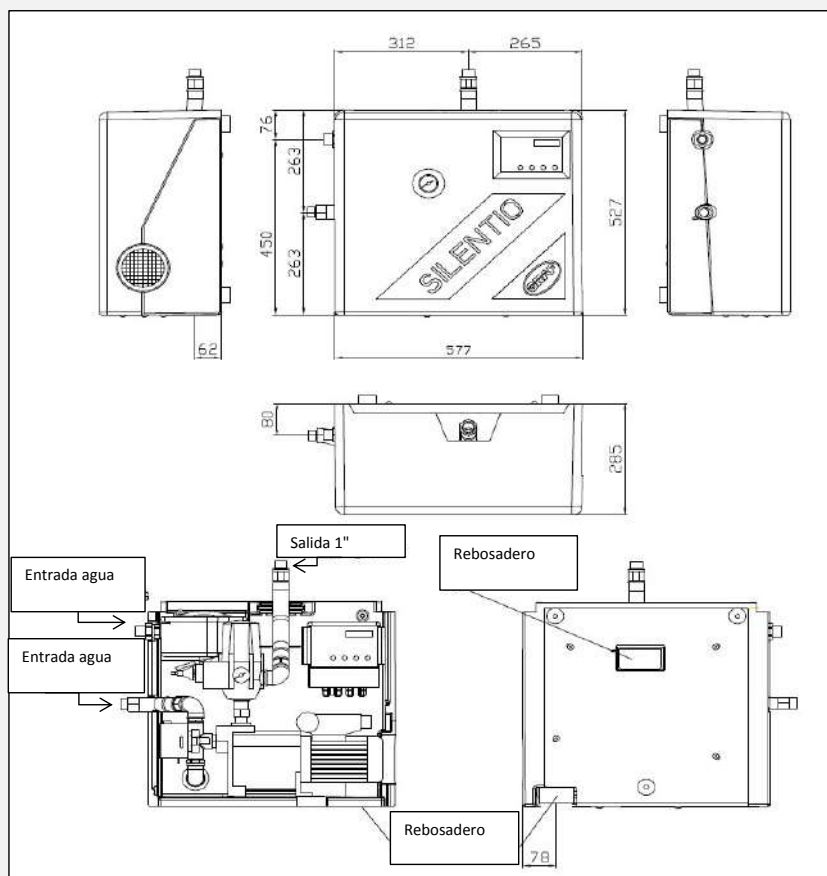 312
265
76
263
263
450
527
SILENTIO
62
577
80
285
Salida 1"
Rebosadero
Entrada agua
Entrada agua
Rebosadero
78